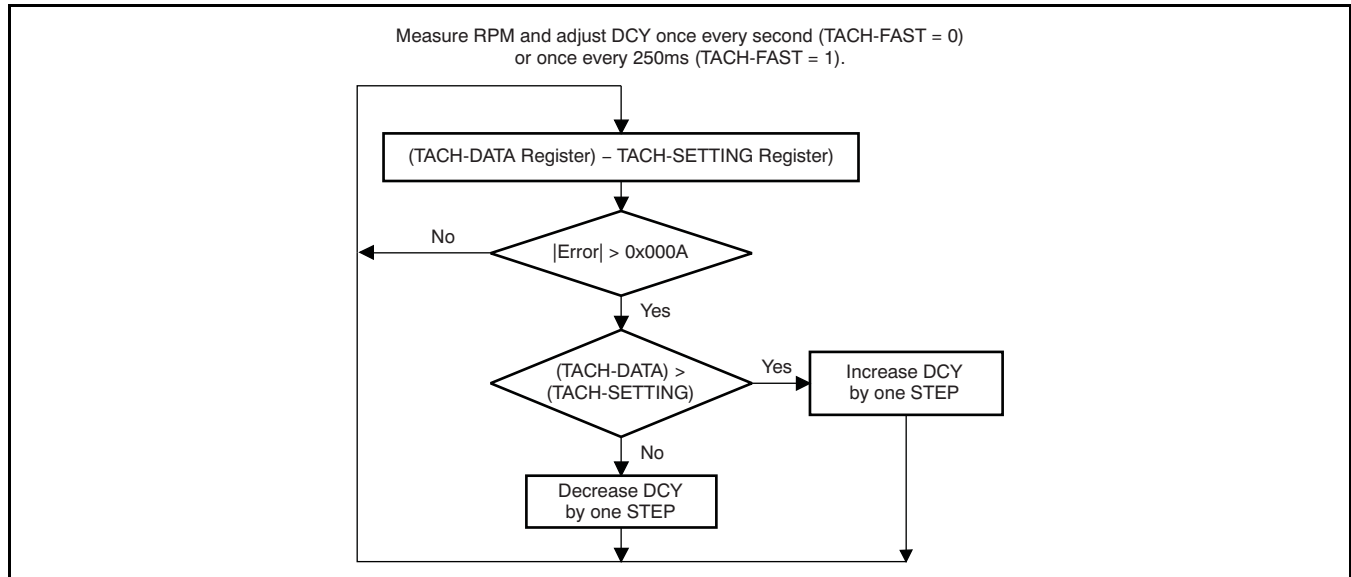 Measure RPM and adjust DCY once every second (TACH-FAST = 0)
or once every 250ms (TACH-FAST = 1).
(TACH-DATA Register) – TACH-SETTING Register)
|Error| > 0x000A
No
Yes
(TACH-DATA) >
(TACH-SETTING)
Yes
Increase DCY
by one STEP
No
Decrease DCY
by one STEP